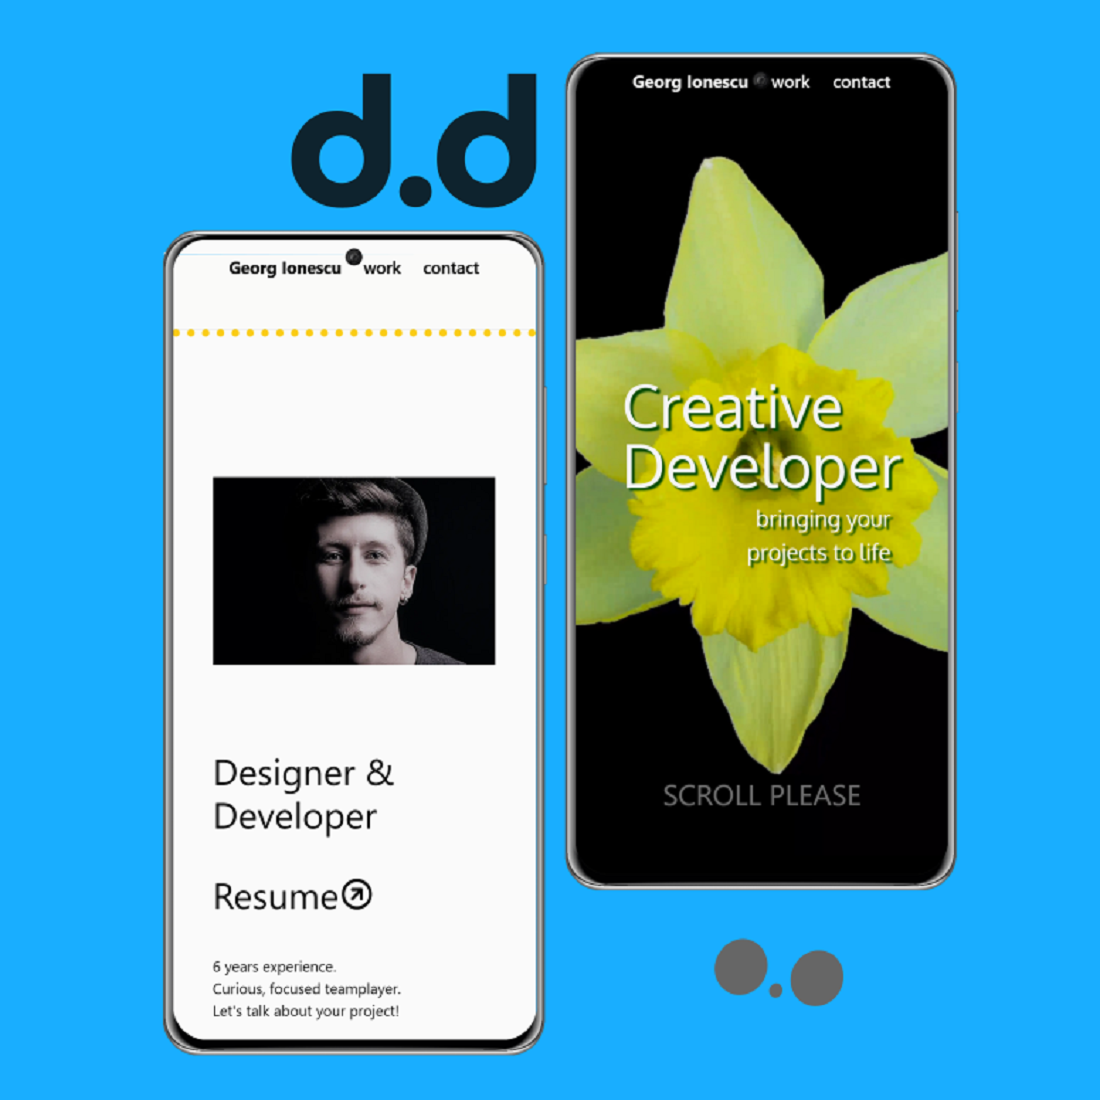 d.d
Georg Ionescu work contact
Designer &
Developer
Resume
6 years experience.
Curious, focused teamplayer.
Let's talk about your project!
Georg Ionescu work contact
Creative
Developer
bringing your
projects to life
SCROLL PLEASE